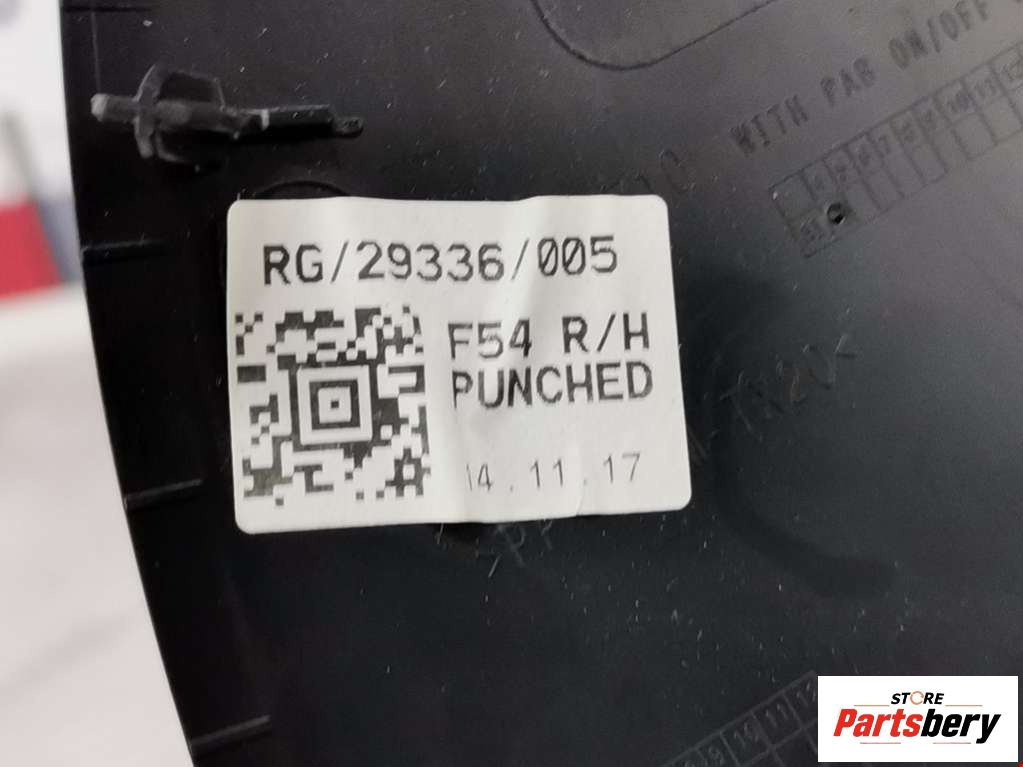 WITH PAB ON/OFF
RG/29336/005
F54 R/H
PUNCHED
14.11.17
STORE
Partsbery